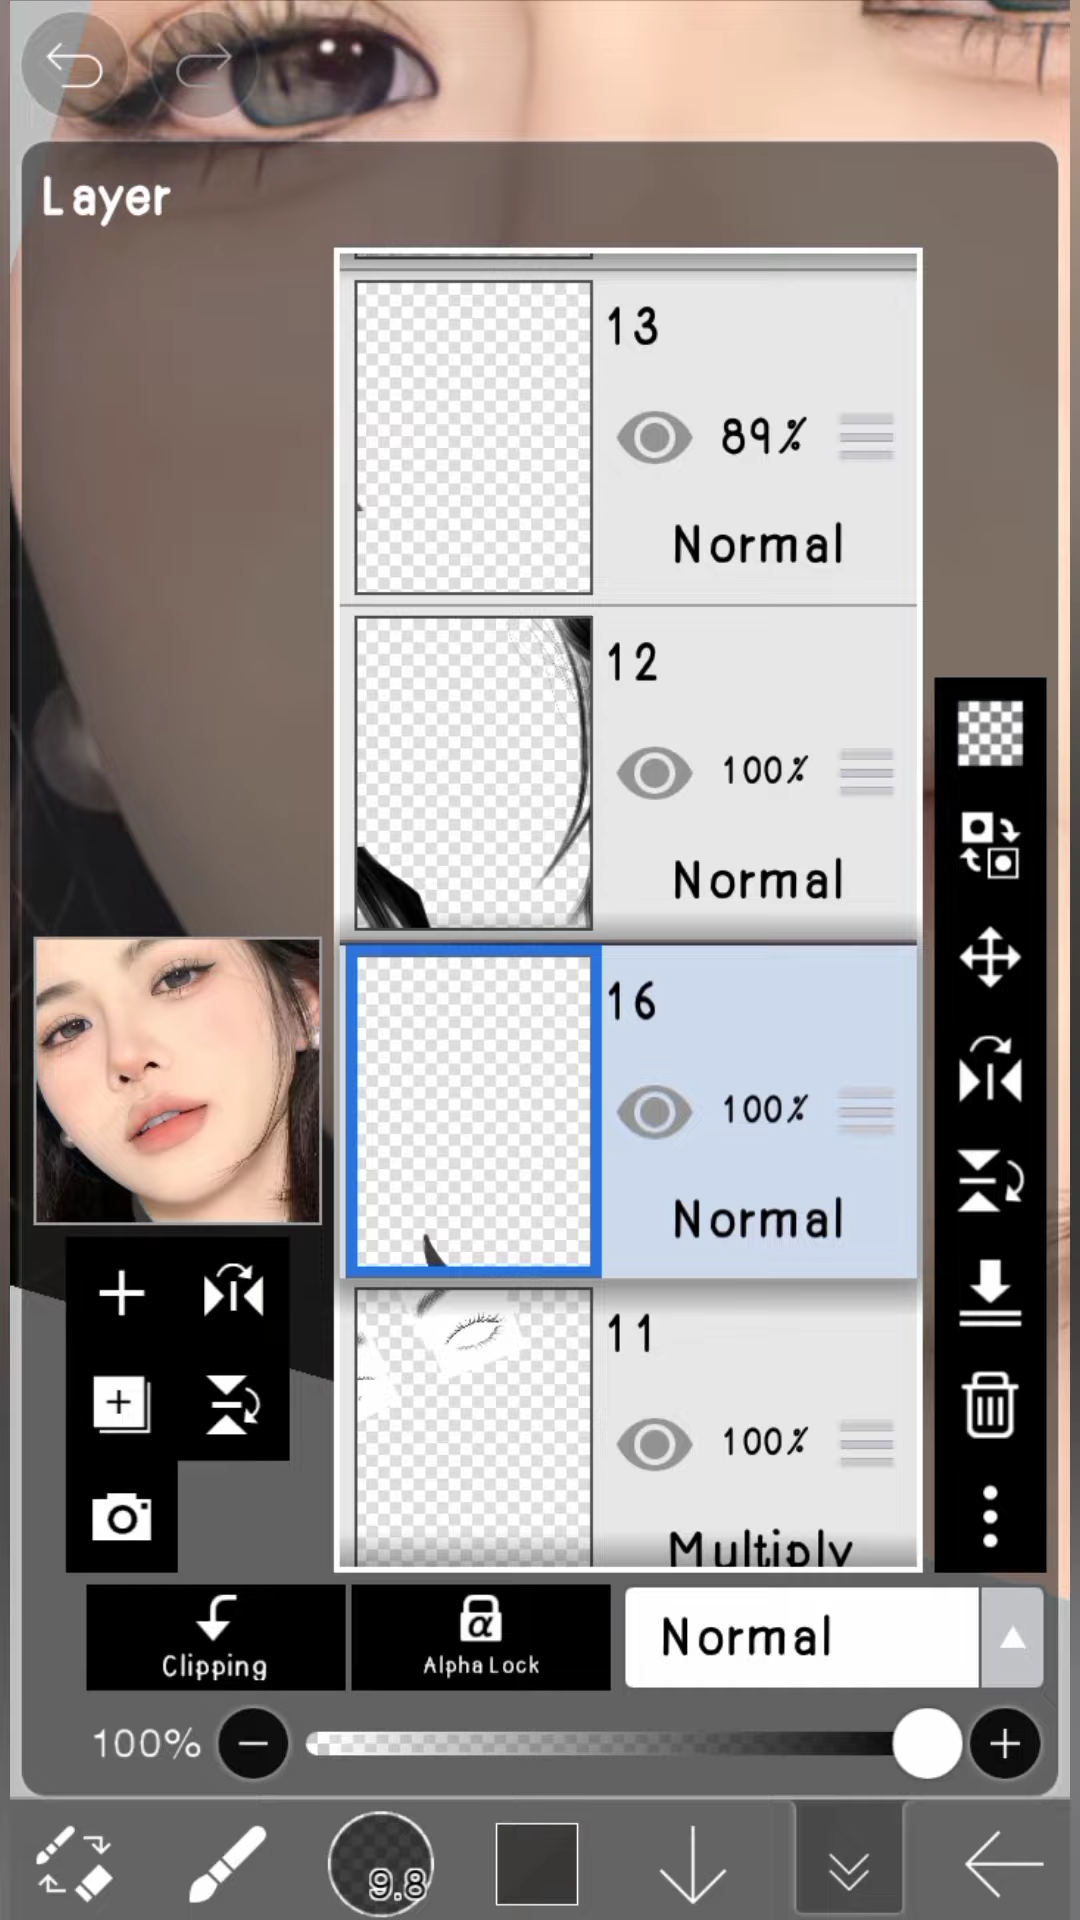 Layer
13
89%
Normal
12
100%
Normal
16
100%
Normal
11
100%
Multiply
Clipping
α
Alpha Lock
Normal
100%
9.8